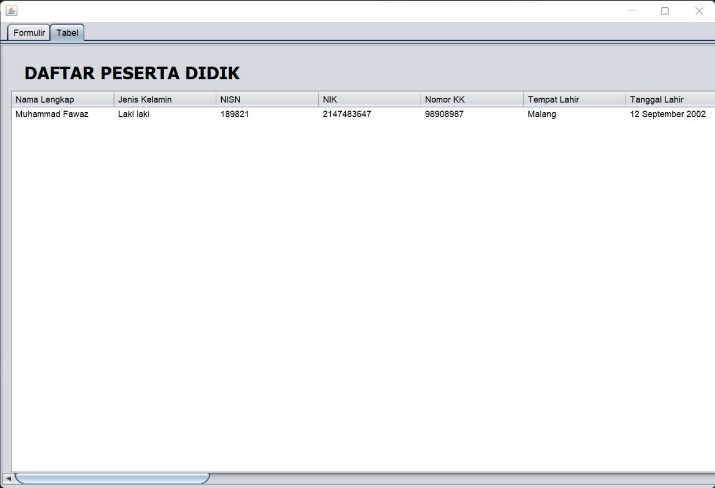 Formulir Tabel
DAFTAR PESERTA DIDIK
Nama Lengkap Jenis Kelamin NISN NIK Nomor KK Tempat Lahir Tanggal Lahir
Muhammad Fawaz Laki laki 189821 2147483647 98908987 Malang 12 September 2002